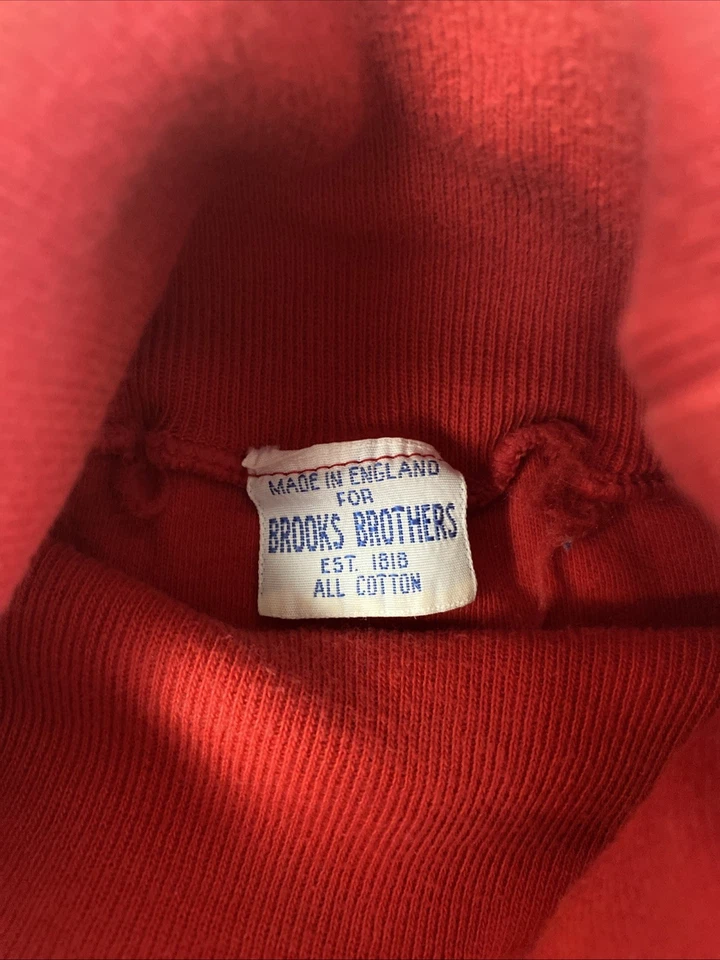 MADE IN ENGLAND
FOR
BROOKS BROTHERS
EST. 1818
ALL COTTON